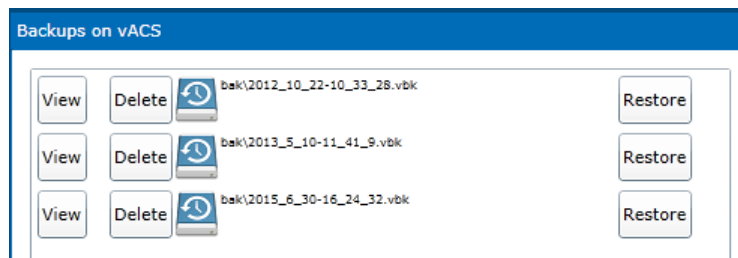 Backups on vACS
View Delete bak\2012_10_22-10_33_28.vbk Restore
View Delete bak\2013_5_10-11_41_9.vbk Restore
View Delete bak\2015_6_30-16_24_32.vbk Restore